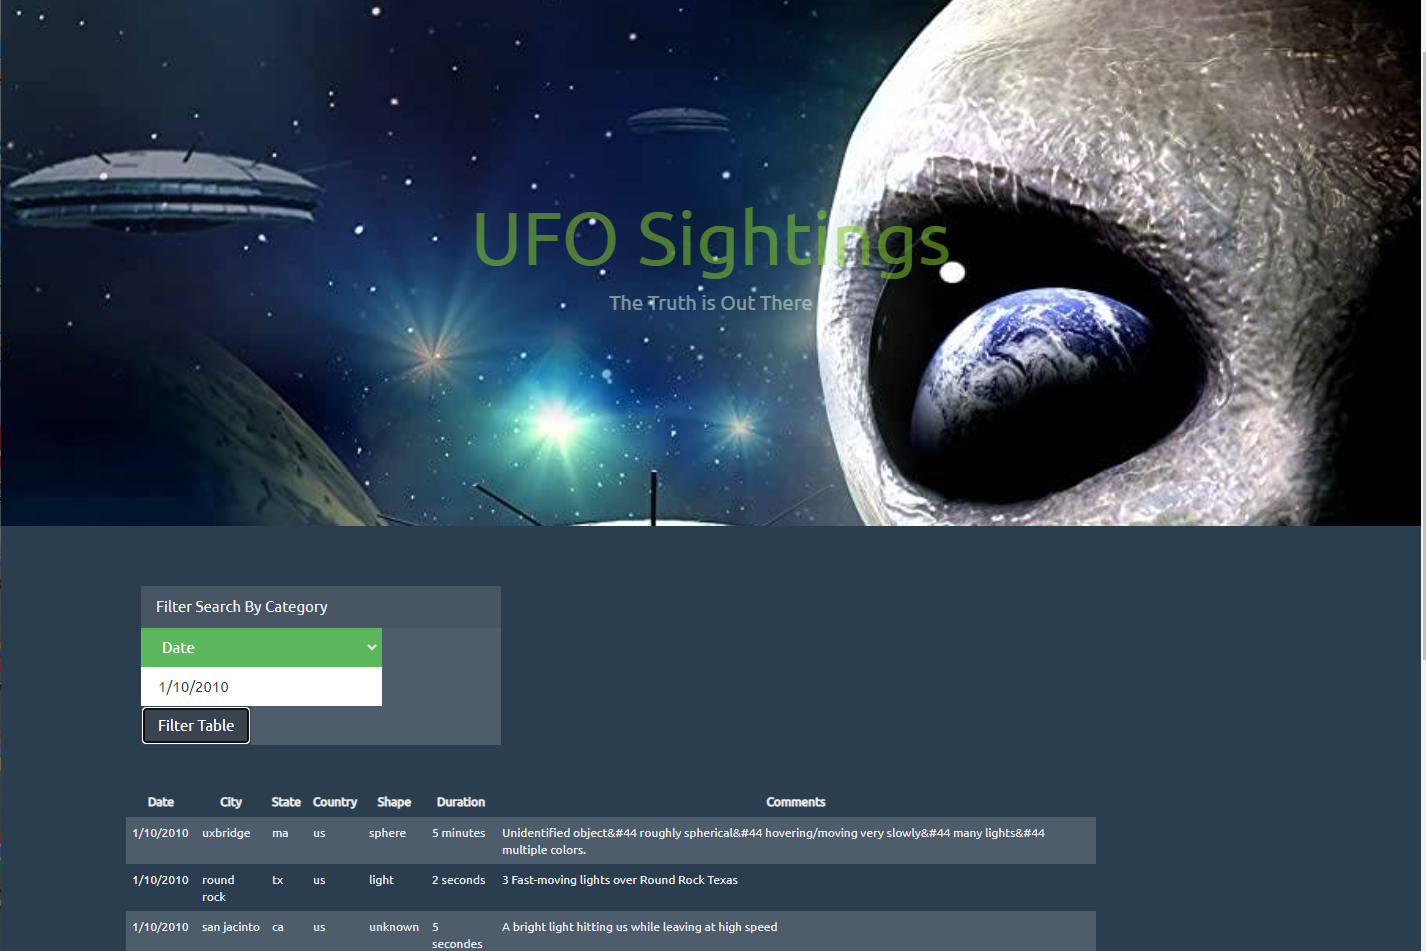 UFO Sightings
The Truth is Out There
Filter Search By Category
Date
1/10/2010
Filter Table
Date City State Country Shape Duration Comments
1/10/2010 uxbridge ma us sphere 5 minutes Unidentified object&#44 roughly spherical&#44 hovering/moving very slowly&#44 many lights&#44
multiple colors.
1/10/2010 round tx us light 2 seconds 3 Fast-moving lights over Round Rock Texas
rock
1/10/2010 san jacinto ca us unknown 5 A bright light hitting us while leaving at high speed
secondes